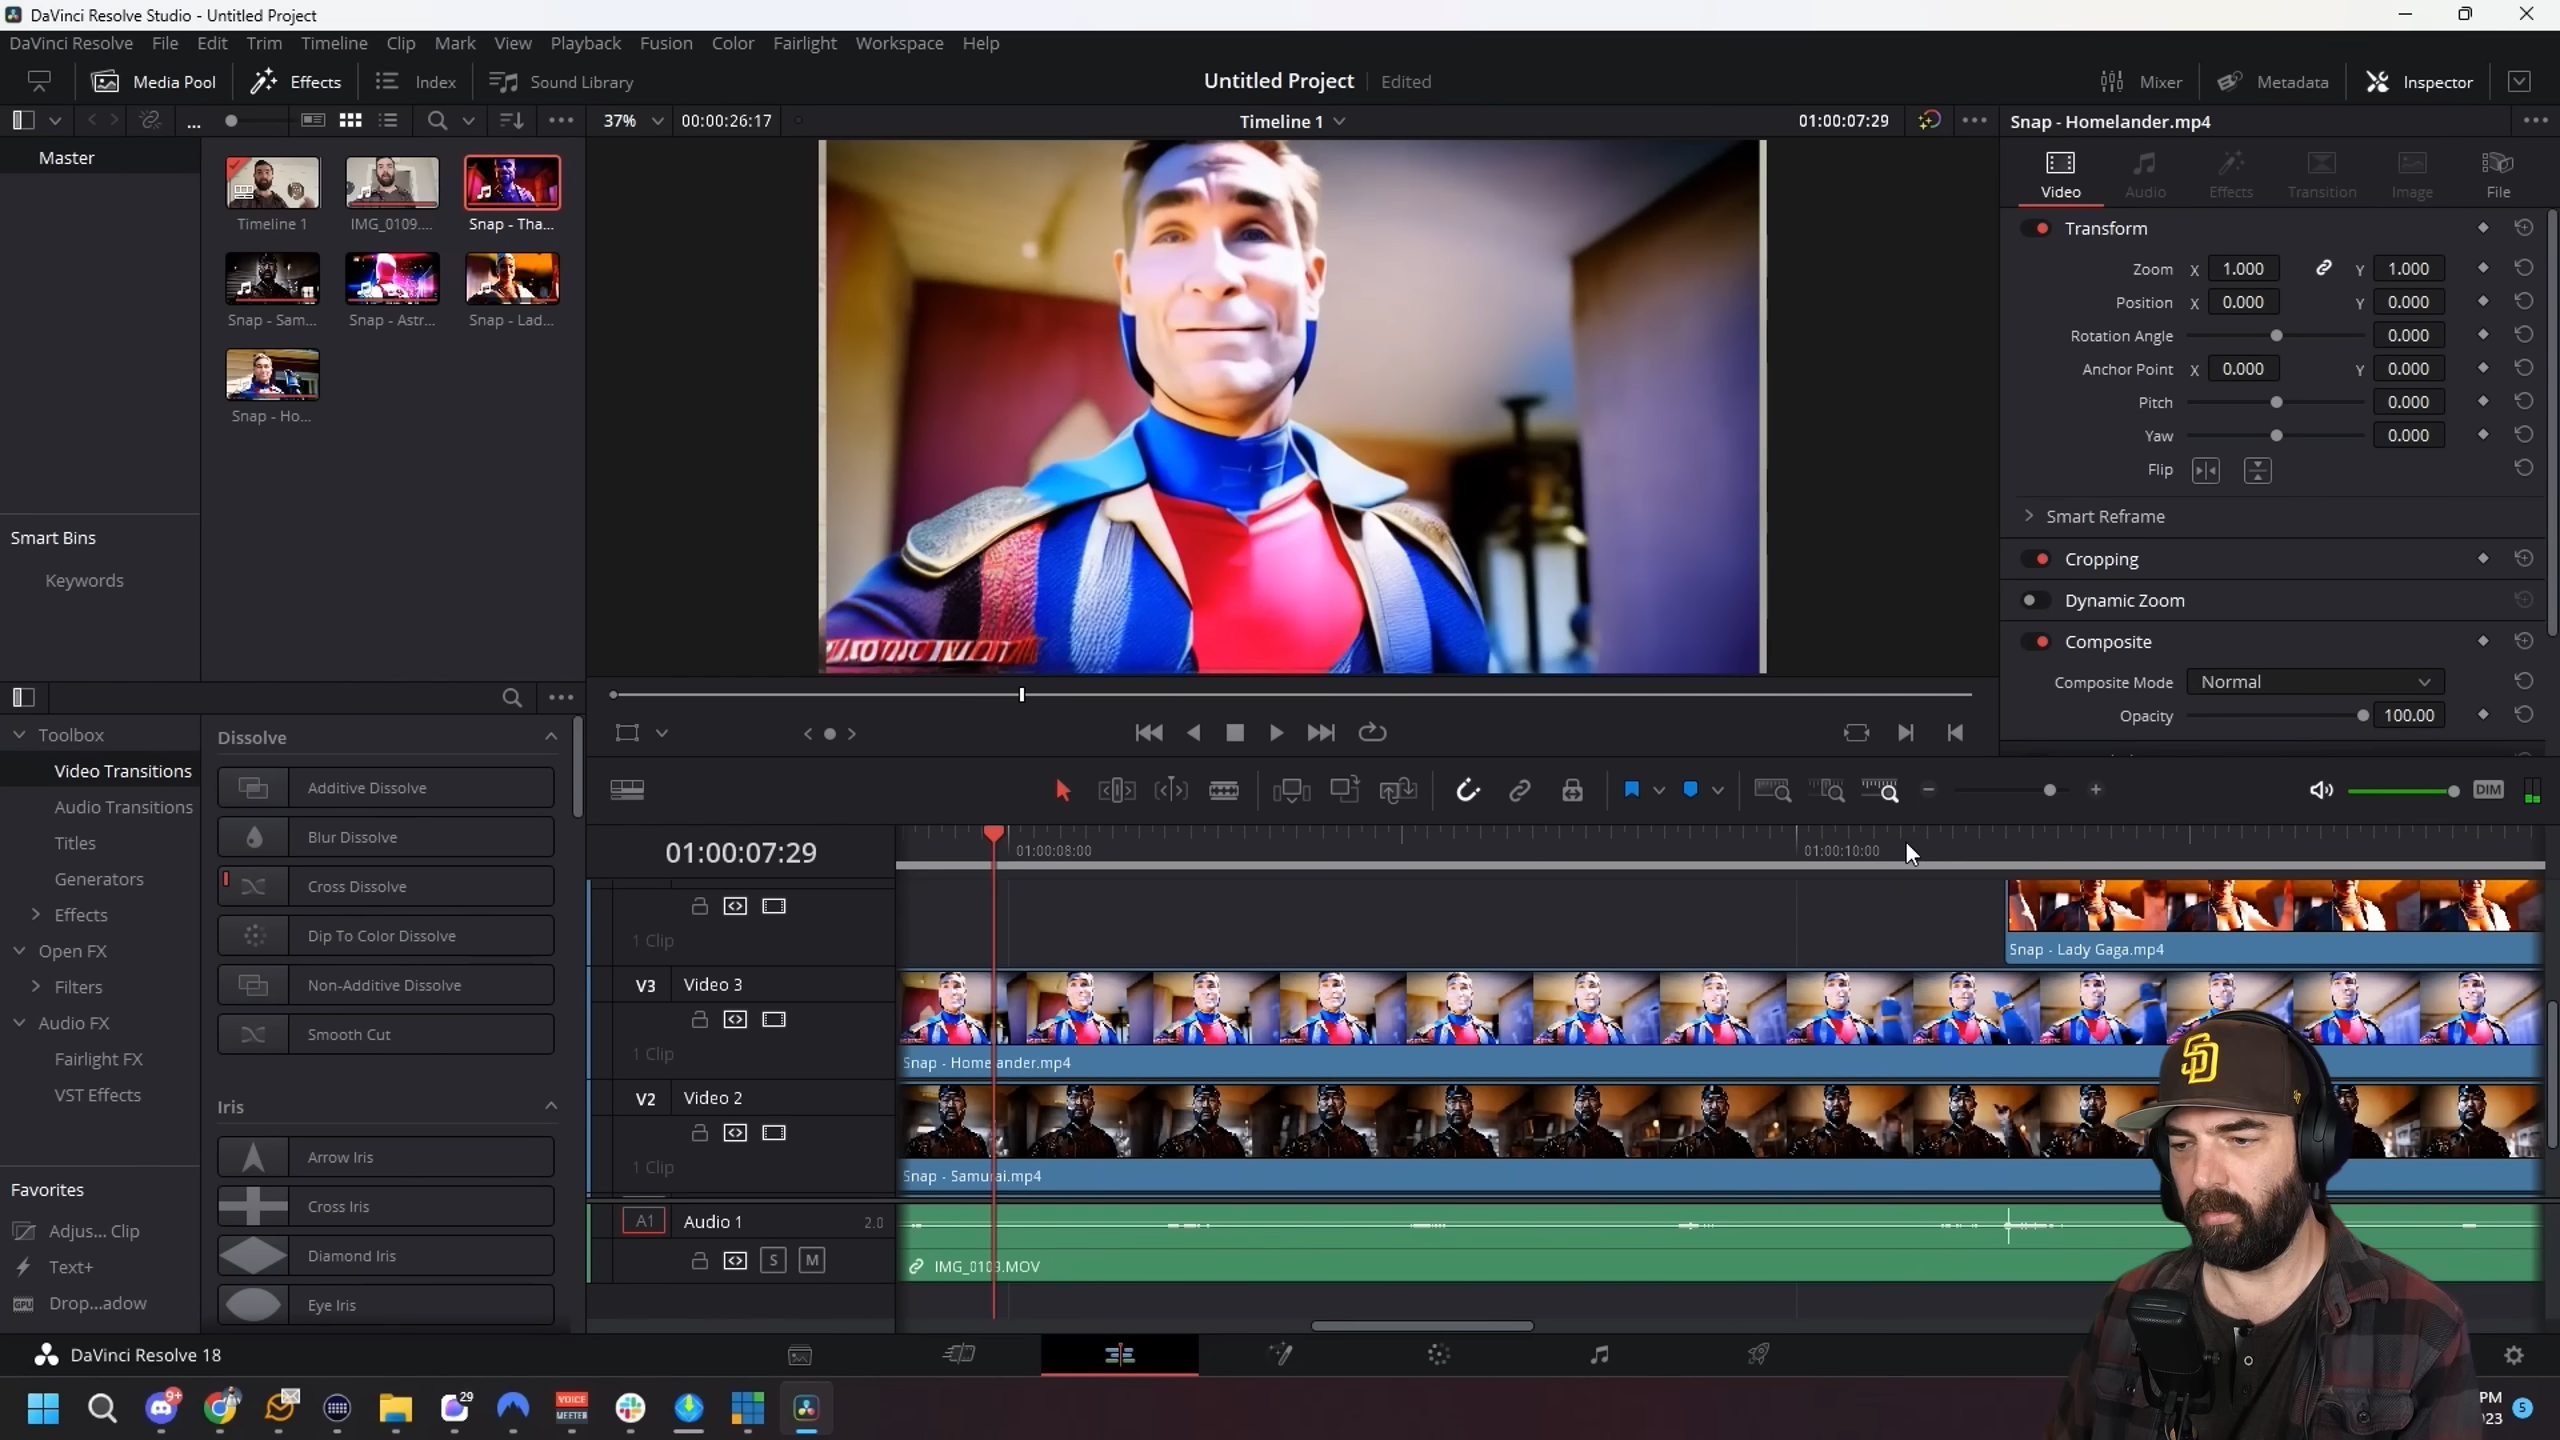 DaVinci Resolve Studio - Untitled Project
DaVinci Resolve File Edit Trim Timeline Clip Mark View Playback Fusion Color Fairlight Workspace Help
Media Pool Effects Index Sound Library Untitled Project Edited Mixer Metadata Inspector
... 37% 00:00:26:17 Timeline 1 01:00:07:29 Snap - Homelander.mp4
Master
Timeline 1 IMG_0109.... Snap - Tha...
Snap - Sam... Snap - Astr... Snap - Lad...
Snap - Ho...
Smart Bins
Keywords
Video Audio Effects Transition Image File
Transform
Zoom X 1.000 Y 1.000
Position X 0.000 Y 0.000
Rotation Angle 0.000
Anchor Point X 0.000 Y 0.000
Pitch 0.000
Yaw 0.000
Flip
Smart Reframe
Cropping
Dynamic Zoom
Composite
Composite Mode Normal
Opacity 100.00
Toolbox
Video Transitions
Audio Transitions
Titles
Generators
Effects
Open FX
Filters
Audio FX
Fairlight FX
VST Effects
Favorites
Adjus... Clip
Text+
Drop...adow
Dissolve
Additive Dissolve
Blur Dissolve
Cross Dissolve
Dip To Color Dissolve
Non-Additive Dissolve
Smooth Cut
Iris
Arrow Iris
Cross Iris
Diamond Iris
Eye Iris
DIM
01:00:07:29 01:00:08:00 01:00:10:00
1 Clip
Snap - Lady Gaga.mp4
V3 Video 3
1 Clip
Snap - Homelander.mp4
V2 Video 2
1 Clip
Snap - Samurai.mp4
A1 Audio 1 2.0
S M
IMG_0109.MOV
SD
DaVinci Resolve 18
9+ 29 VOICE MEETER
PM
5